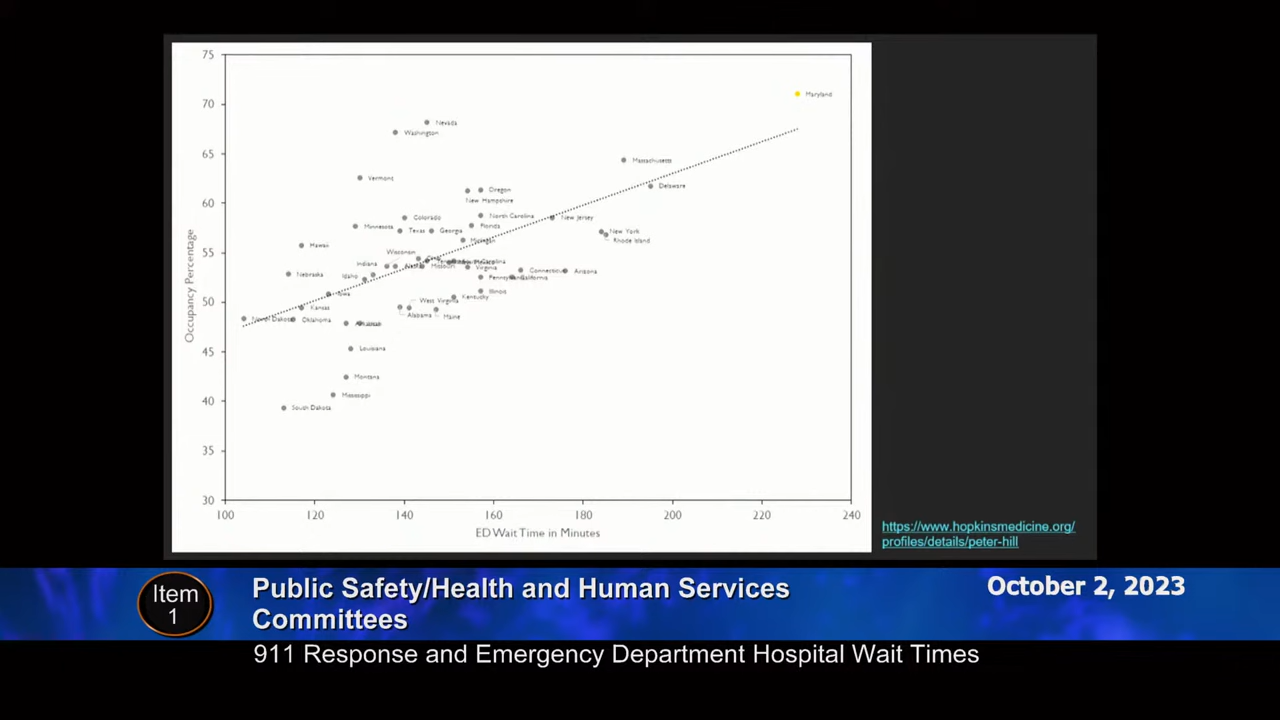 75
70
65
60
55
50
45
40
35
30
Occupancy Percentage
Maryland
Nevada
Washington
Massachusetts
Vermont
Delaware
Oregon
New Hampshire
Colorado
North Carolina
New Jersey
Minnesota
Texas
Georgia
Florida
New York
Michigan
Rhode Island
Hawaii
Wisconsin
Indiana
Missouri
Virginia
Nebraska
Idaho
Connecticut
Arizona
Pennsylvania
California
Iowa
Illinois
Kentucky
West Virginia
Kansas
Alabama
Maine
North Dakota
Oklahoma
Louisiana
Montana
Mississippi
South Dakota
100 120 140 160 180 200 220 240
ED Wait Time in Minutes
https://www.hopkinsmedicine.org/
profiles/details/peter-hill
Item
1
Public Safety/Health and Human Services
Committees
October 2, 2023
911 Response and Emergency Department Hospital Wait Times